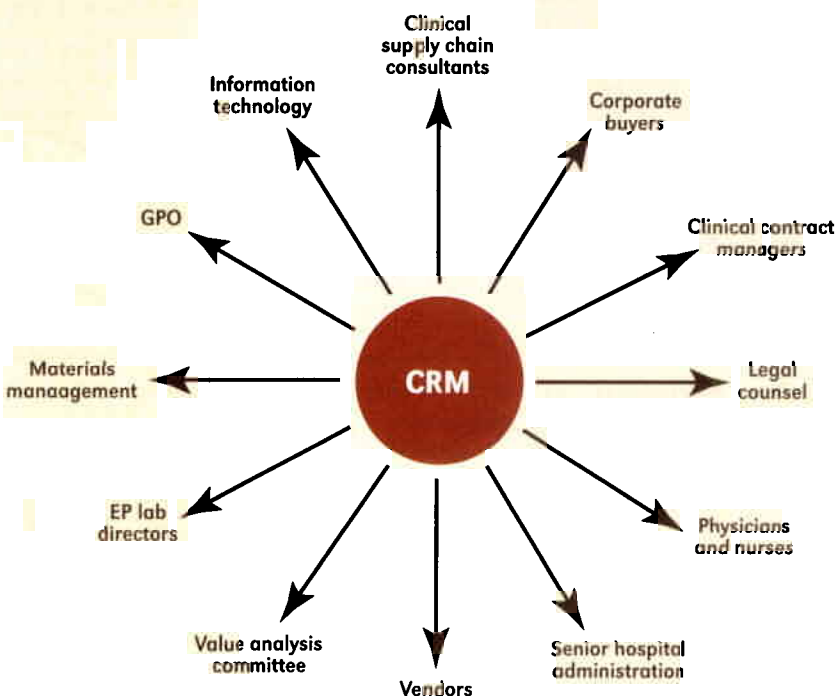 Clinical
supply chain
consultants
Information
technology
Corporate
buyers
GPO
Clinical contract
managers
CRM
Materials
manaagement
Legal
counsel
EP lab
directors
Physicians
and nurses
Value analysis
committee
Senior hospital
administration
Vendors